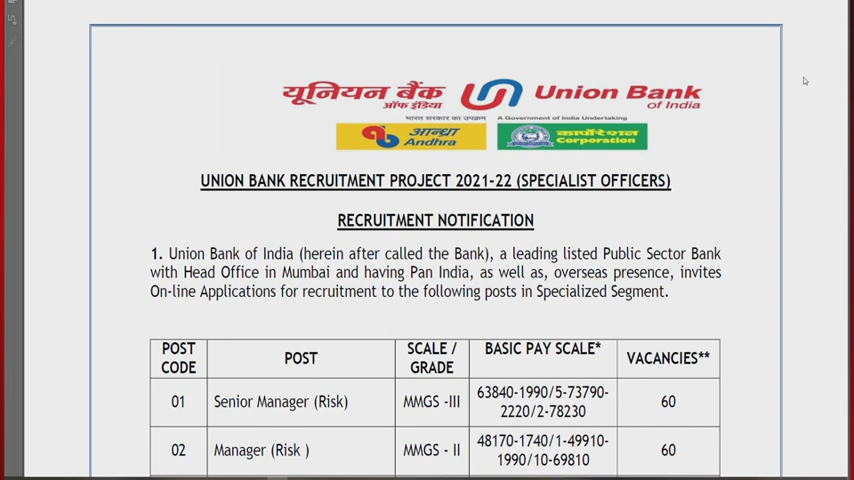 यूनियन बैंक
ऑफ इंडिया
Union Bank
of India
भारत सरकार का उपक्रम
A Government of India Undertaking
आन्ध्रा
Andhra
कार्पोरेशन
Corporation
UNION BANK RECRUITMENT PROJECT 2021-22 (SPECIALIST OFFICERS)
RECRUITMENT NOTIFICATION
1. Union Bank of India (herein after called the Bank), a leading listed Public Sector Bank
with Head Office in Mumbai and having Pan India, as well as, overseas presence, invites
On-line Applications for recruitment to the following posts in Specialized Segment.
POST CODE POST SCALE / GRADE BASIC PAY SCALE* VACANCIES**
01 Senior Manager (Risk) MMGS -III 63840-1990/5-73790-2220/2-78230 60
02 Manager (Risk ) MMGS - II 48170-1740/1-49910-1990/10-69810 60